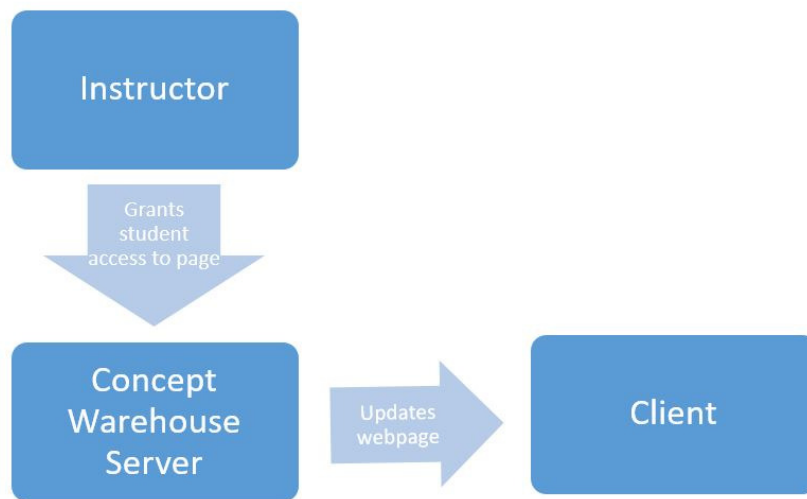 Instructor
Grants
student
access to page
Concept
Warehouse
Server
Updates
webpage
Client